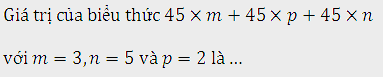 Giá trị của biểu thức 45 × m + 45 × p + 45 × n
với m = 3, n = 5 và p = 2 là ...